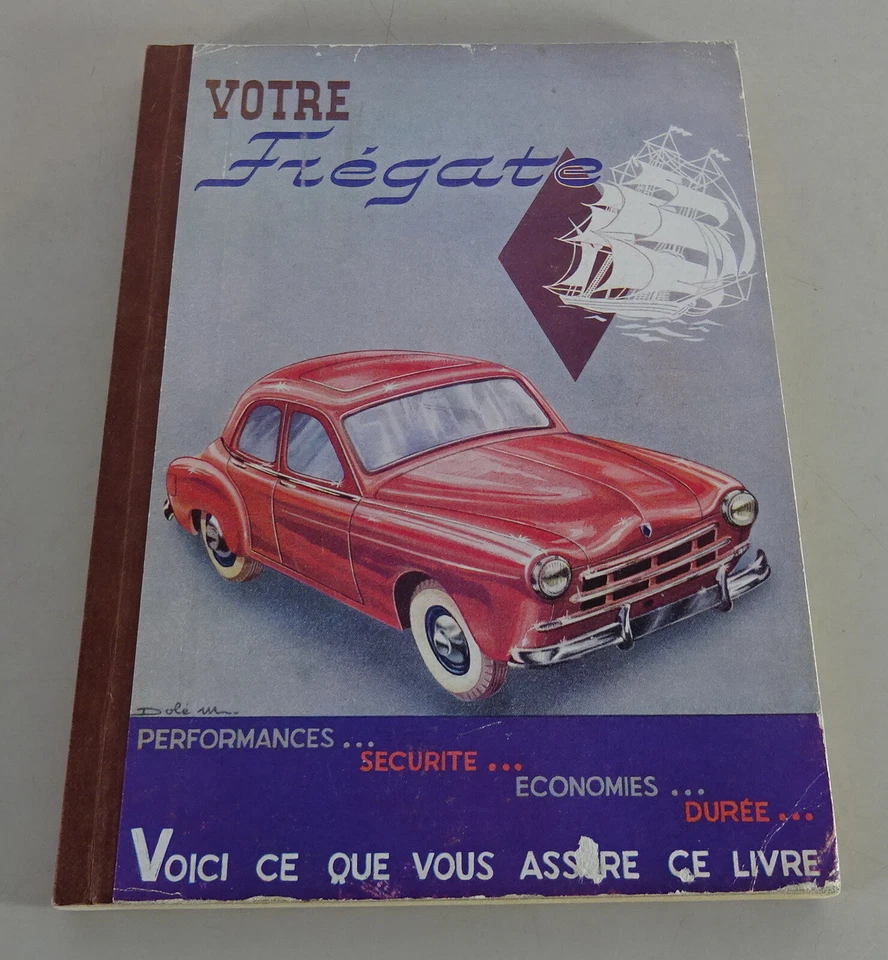 VOTRE
Frégate
Dolé M.
PERFORMANCES ...
SECURITE ...
ECONOMIES ...
DURÉE ...
VOICI CE QUE VOUS ASSURE CE LIVRE